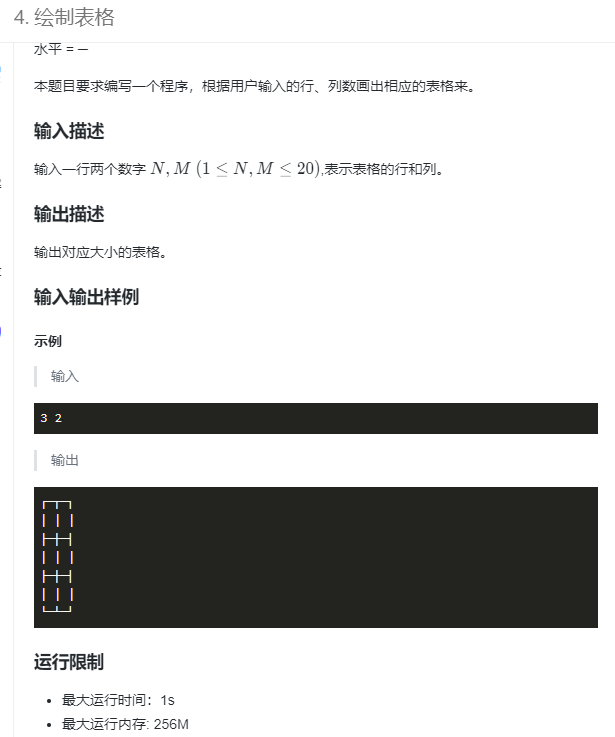 4. 绘制表格
水平 = ─
本题目要求编写一个程序，根据用户输入的行、列数画出相应的表格来。
输入描述
输入一行两个数字 N, M (1 ≤ N, M ≤ 20),表示表格的行和列。
输出描述
输出对应大小的表格。
输入输出样例
示例
输入
3 2
输出
┌─┬─┐
│ │ │
├─┼─┤
│ │ │
├─┼─┤
│ │ │
└─┴─┘
运行限制
• 最大运行时间：1s
• 最大运行内存: 256M